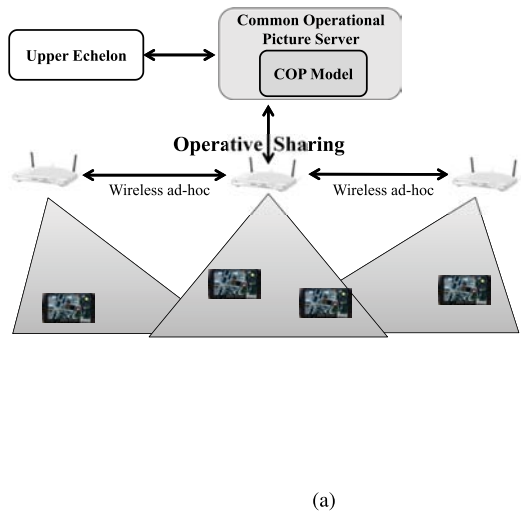 Common Operational
Picture Server
Upper Echelon
COP Model
Operative Sharing
Wireless ad-hoc
Wireless ad-hoc
(a)